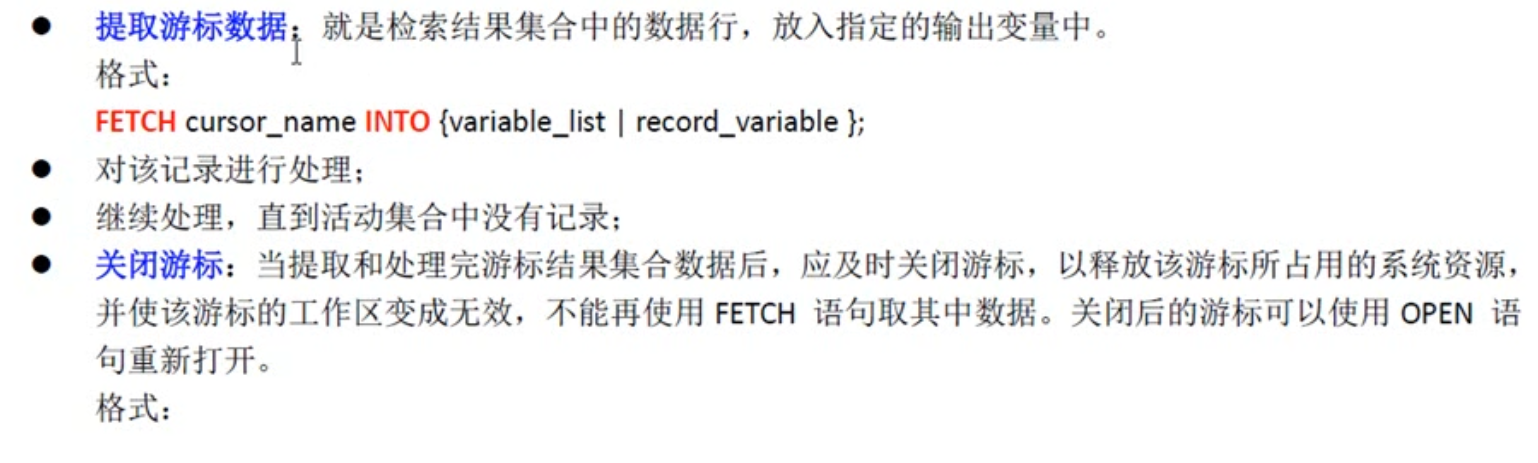 ● 提取游标数据：就是检索结果集合中的数据行，放入指定的输出变量中。
格式：
FETCH cursor_name INTO {variable_list | record_variable };
● 对该记录进行处理；
● 继续处理，直到活动集合中没有记录；
● 关闭游标：当提取和处理完游标结果集合数据后，应及时关闭游标，以释放该游标所占用的系统资源，
并使该游标的工作区变成无效，不能再使用 FETCH 语句取其中数据。关闭后的游标可以使用 OPEN 语
句重新打开。
格式：